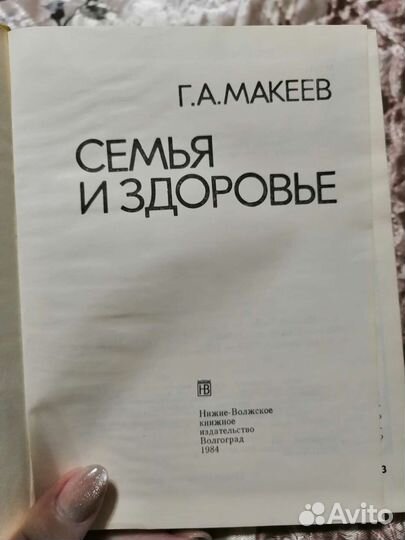 Г.А.МАКЕЕВ
СЕМЬЯ
И ЗДОРОВЬЕ
НВ
Нижне-Волжское
книжное
издательство
Волгоград
1984
3
Avito